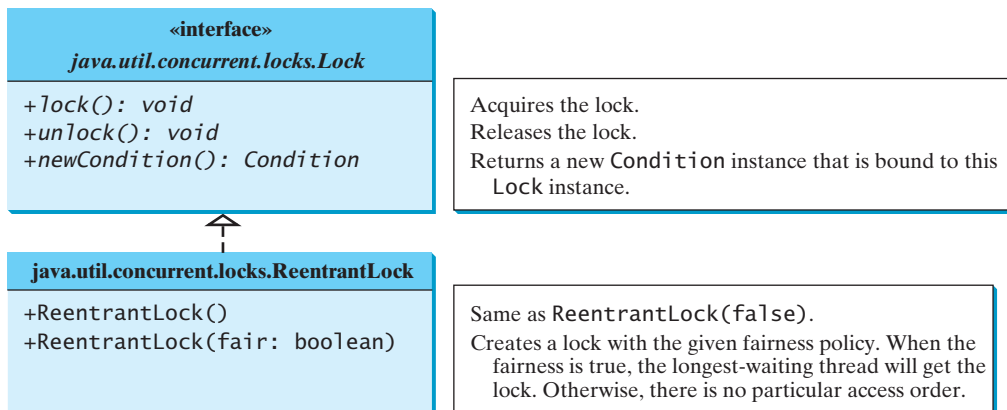 «interface»
java.util.concurrent.locks.Lock
+lock(): void
+unlock(): void
+newCondition(): Condition
Acquires the lock.
Releases the lock.
Returns a new Condition instance that is bound to this
Lock instance.
java.util.concurrent.locks.ReentrantLock
+ReentrantLock()
+ReentrantLock(fair: boolean)
Same as ReentrantLock(false).
Creates a lock with the given fairness policy. When the
fairness is true, the longest-waiting thread will get the
lock. Otherwise, there is no particular access order.